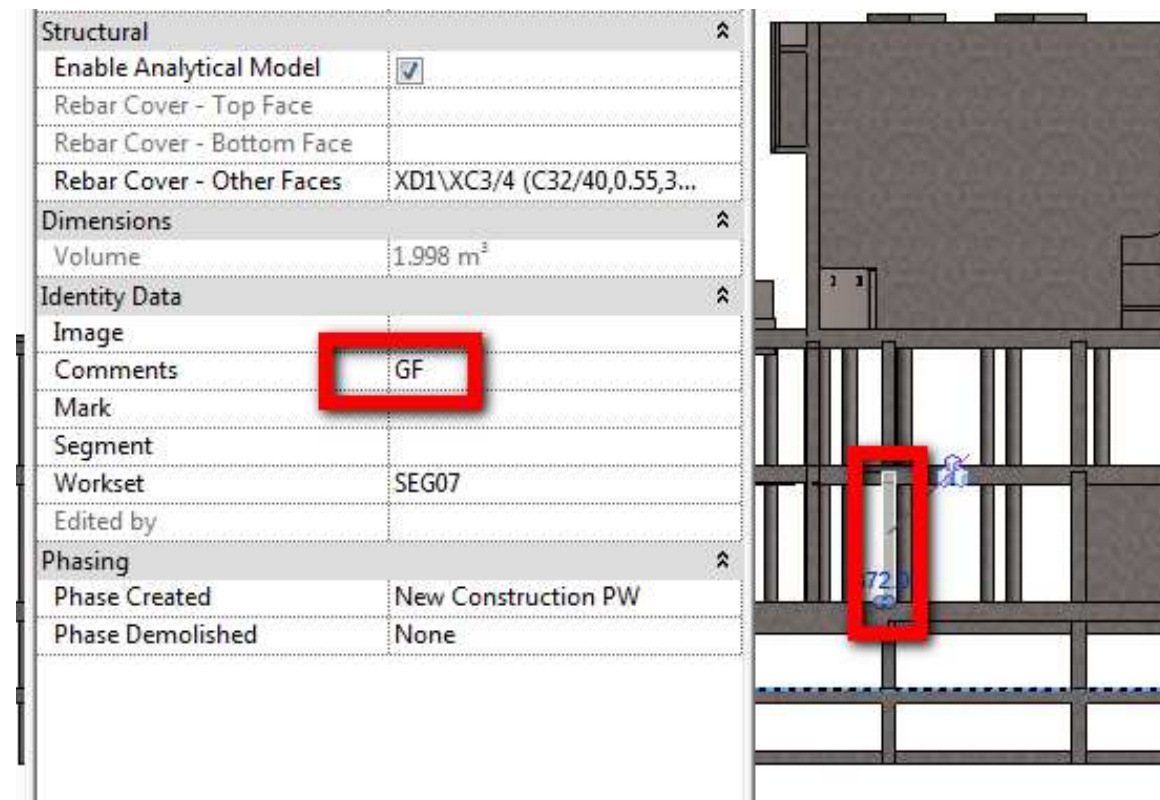 Structural
Enable Analytical Model
Rebar Cover - Top Face
Rebar Cover - Bottom Face
Rebar Cover - Other Faces XD1\XC3/4 (C32/40,0.55,3...
Dimensions
Volume 1.998 m³
Identity Data
Image
Comments GF
Mark
Segment
Workset SEG07
Edited by
Phasing
Phase Created New Construction PW
Phase Demolished None